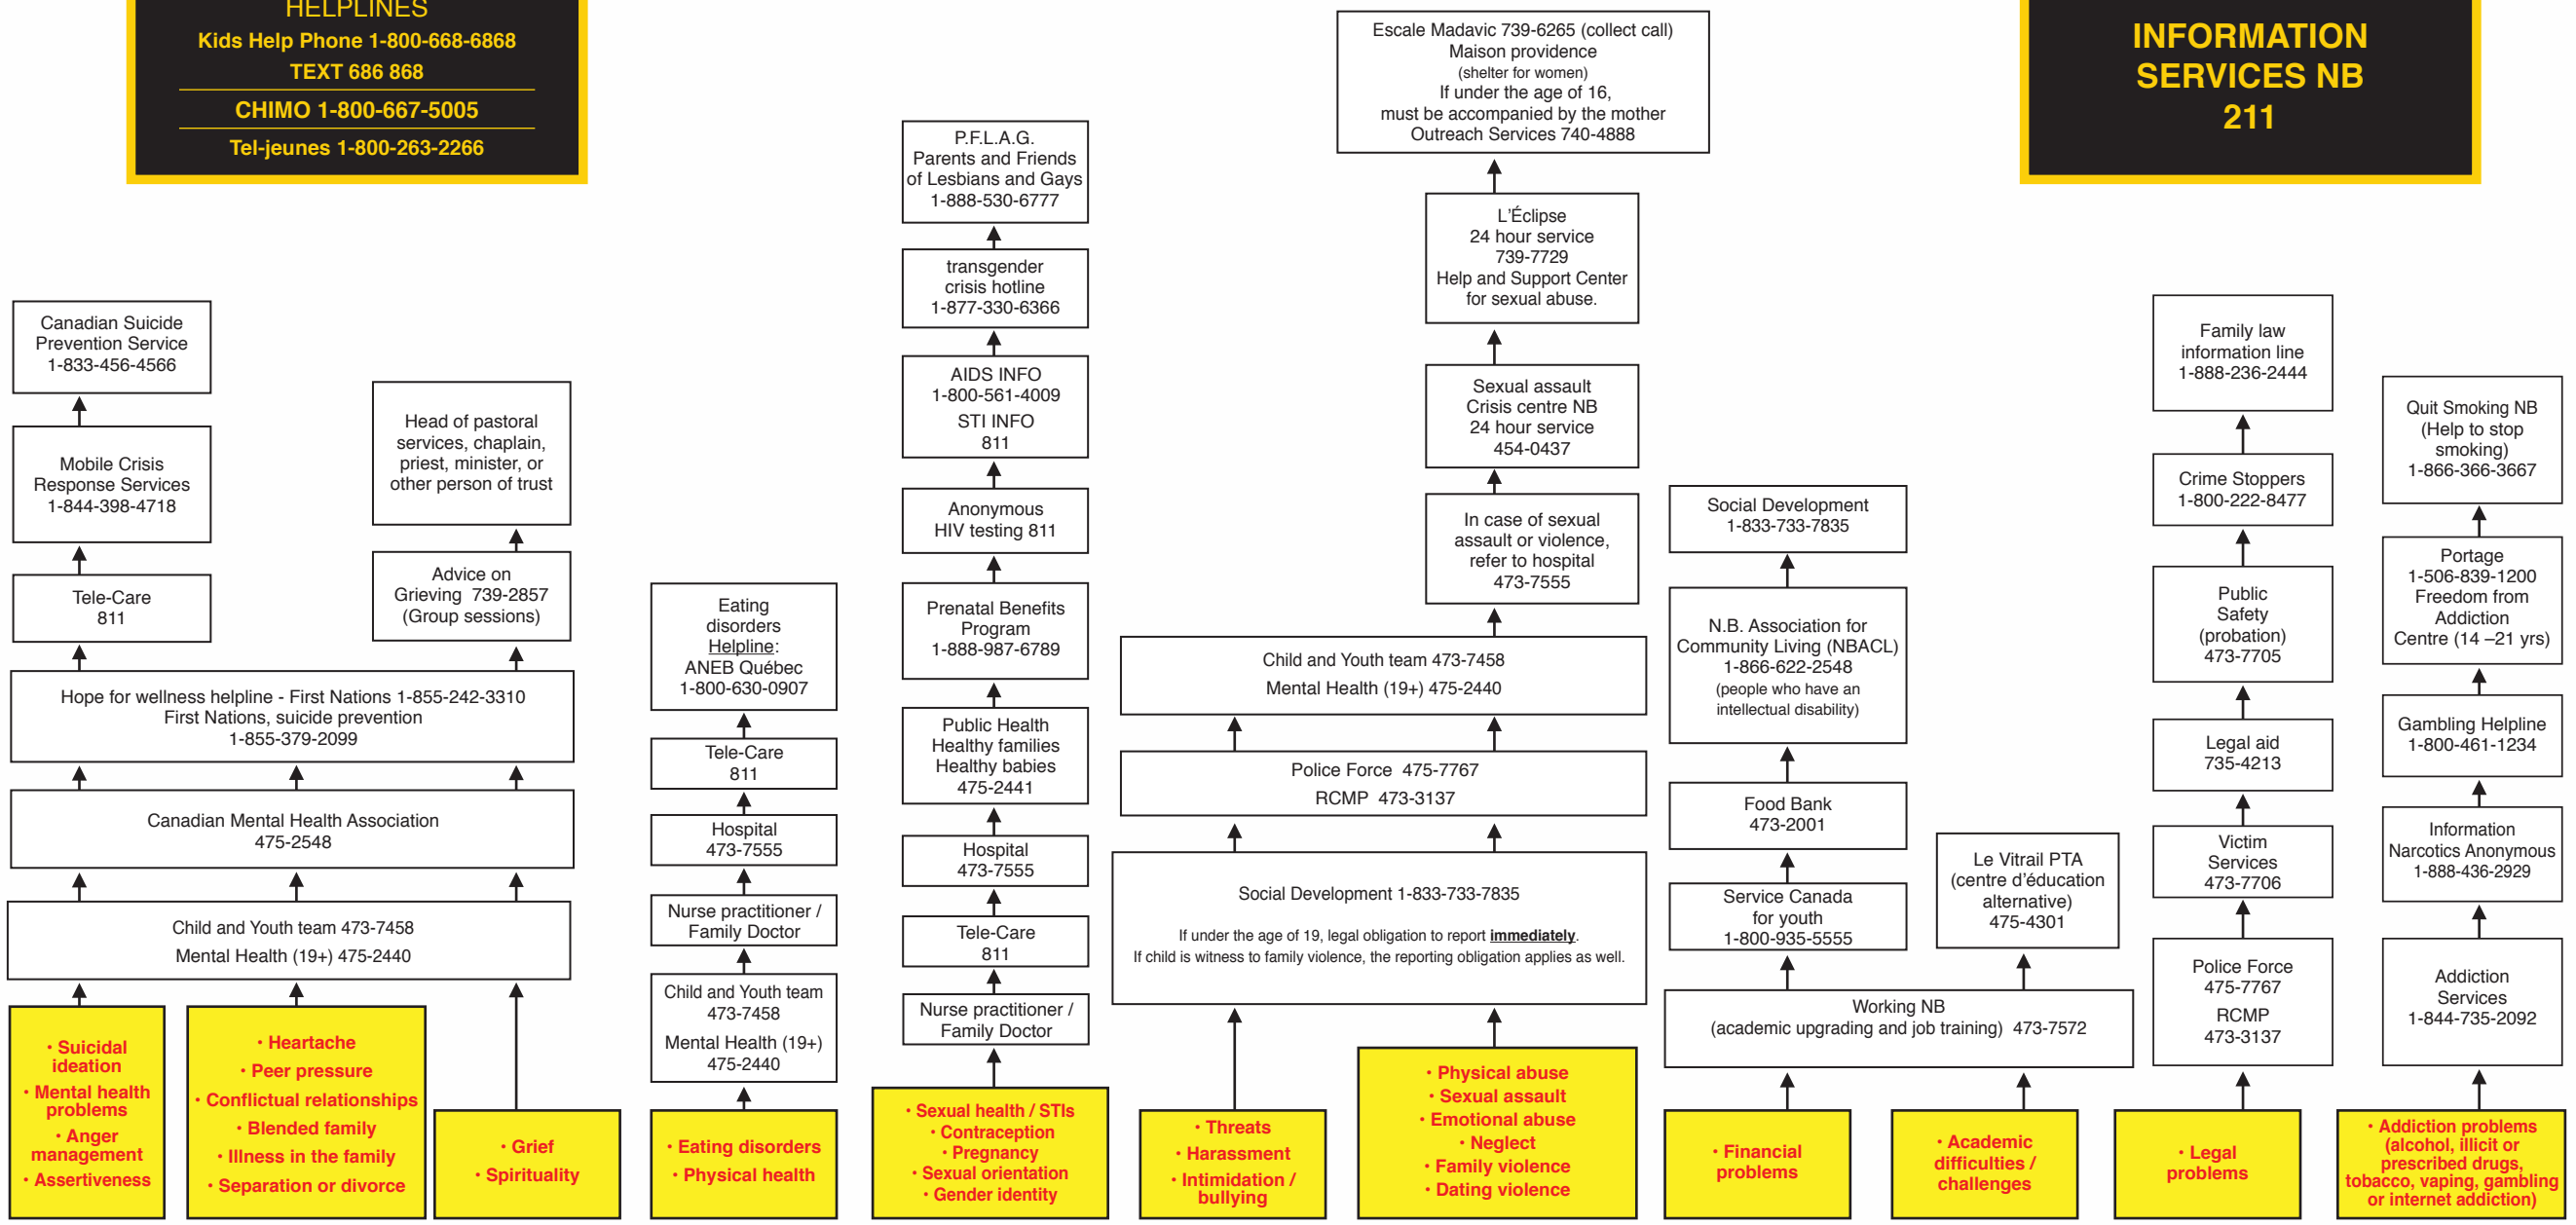 HELPLINES
Kids Help Phone 1-800-668-6868
TEXT 686 868
CHIMO 1-800-667-5005
Tel-jeunes 1-800-263-2266
INFORMATION
SERVICES NB
211
Canadian Suicide
Prevention Service
1-833-456-4566
Mobile Crisis
Response Services
1-844-398-4718
Tele-Care
811
Head of pastoral
services, chaplain,
priest, minister, or
other person of trust
Advice on
Grieving 739-2857
(Group sessions)
Hope for wellness helpline - First Nations 1-855-242-3310
First Nations, suicide prevention
1-855-379-2099
Canadian Mental Health Association
475-2548
Child and Youth team 473-7458
Mental Health (19+) 475-2440
• Suicidal
ideation
• Mental health
problems
• Anger
management
• Assertiveness
• Heartache
• Peer pressure
• Conflictual relationships
• Blended family
• Illness in the family
• Separation or divorce
• Grief
• Spirituality
Eating
disorders
Helpline:
ANEB Québec
1-800-630-0907
Tele-Care
811
Hospital
473-7555
Nurse practitioner /
Family Doctor
Child and Youth team
473-7458
Mental Health (19+)
475-2440
• Eating disorders
• Physical health
P.F.L.A.G.
Parents and Friends
of Lesbians and Gays
1-888-530-6777
transgender
crisis hotline
1-877-330-6366
AIDS INFO
1-800-561-4009
STI INFO
811
Anonymous
HIV testing 811
Prenatal Benefits
Program
1-888-987-6789
Public Health
Healthy families
Healthy babies
475-2441
Hospital
473-7555
Tele-Care
811
Nurse practitioner /
Family Doctor
• Sexual health / STIs
• Contraception
• Pregnancy
• Sexual orientation
• Gender identity
Escale Madavic 739-6265 (collect call)
Maison providence
(shelter for women)
If under the age of 16,
must be accompanied by the mother
Outreach Services 740-4888
L'Éclipse
24 hour service
739-7729
Help and Support Center
for sexual abuse.
Sexual assault
Crisis centre NB
24 hour service
454-0437
In case of sexual
assault or violence,
refer to hospital
473-7555
Child and Youth team 473-7458
Mental Health (19+) 475-2440
Police Force 475-7767
RCMP 473-3137
Social Development 1-833-733-7835
If under the age of 19, legal obligation to report immediately.
If child is witness to family violence, the reporting obligation applies as well.
• Threats
• Harassment
• Intimidation /
bullying
• Physical abuse
• Sexual assault
• Emotional abuse
• Neglect
• Family violence
• Dating violence
Social Development
1-833-733-7835
N.B. Association for
Community Living (NBACL)
1-866-622-2548
(people who have an
intellectual disability)
Food Bank
473-2001
Service Canada
for youth
1-800-935-5555
Le Vitrail PTA
(centre d'éducation
alternative)
475-4301
Working NB
(academic upgrading and job training) 473-7572
• Financial
problems
• Academic
difficulties /
challenges
Family law
information line
1-888-236-2444
Crime Stoppers
1-800-222-8477
Public
Safety
(probation)
473-7705
Legal aid
735-4213
Victim
Services
473-7706
Police Force
475-7767
RCMP
473-3137
• Legal
problems
Quit Smoking NB
(Help to stop
smoking)
1-866-366-3667
Portage
1-506-839-1200
Freedom from
Addiction
Centre (14 –21 yrs)
Gambling Helpline
1-800-461-1234
Information
Narcotics Anonymous
1-888-436-2929
Addiction
Services
1-844-735-2092
• Addiction problems
(alcohol, illicit or
prescribed drugs,
tobacco, vaping, gambling
or internet addiction)